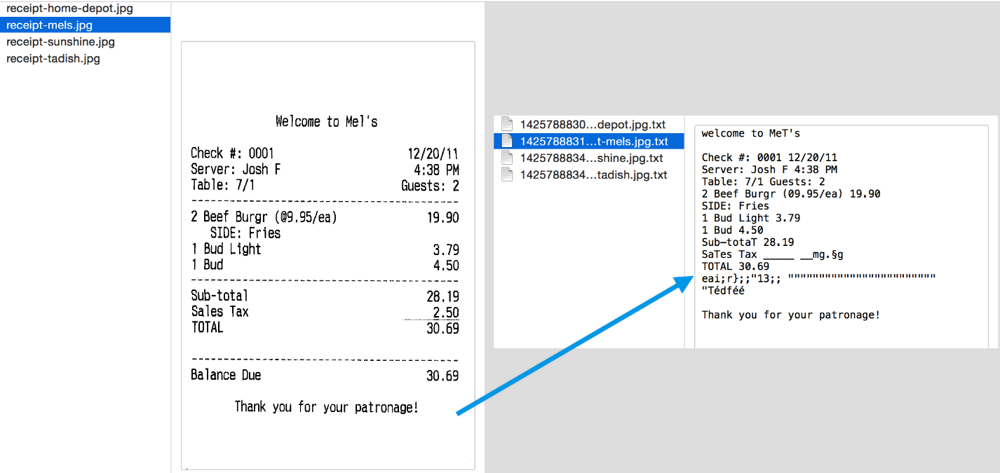 receipt-home-depot.jpg
receipt-mels.jpg
receipt-sunshine.jpg
receipt-tadish.jpg
Welcome to Mel's
Check #: 0001 12/20/11
Server: Josh F 4:38 PM
Table: 7/1 Guests: 2
2 Beef Burgr (@9.95/ea) 19.90
SIDE: Fries
1 Bud Light 3.79
1 Bud 4.50
Sub-total 28.19
Sales Tax 2.50
TOTAL 30.69
Balance Due 30.69
Thank you for your patronage!
1425788830...depot.jpg.txt
1425788831...t-mels.jpg.txt
1425788834...shine.jpg.txt
1425788834...tadish.jpg.txt
welcome to MeT's
Check #: 0001 12/20/11
Server: Josh F 4:38 PM
Table: 7/1 Guests: 2
2 Beef Burgr (09.95/ea) 19.90
SIDE: Fries
1 Bud Light 3.79
1 Bud 4.50
Sub—totaT 28.19
SaTes Tax _____ __mg.§g
TOTAL 30.69
eai;r};;"13;; """"""""""""""""""""""""
"Tédféé
Thank you for your patronage!